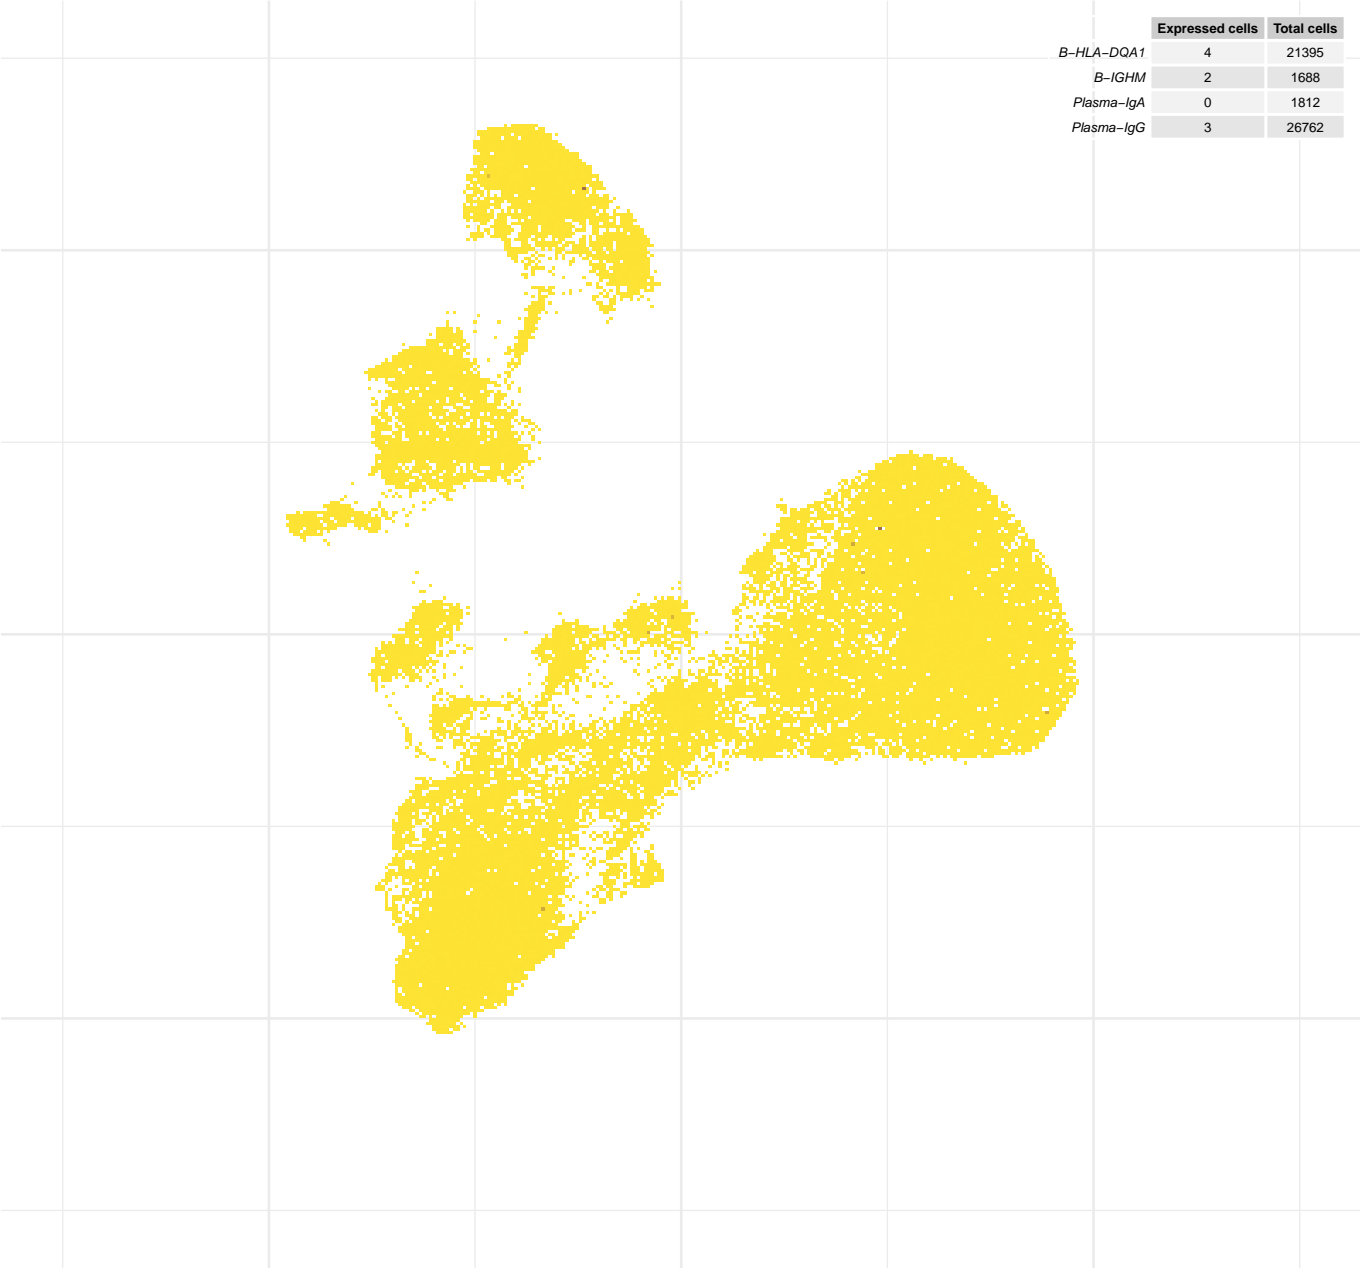 Expressed cells Total cells
B−HLA−DQA1 4 21395
B−IGHM 2 1688
Plasma−IgA 0 1812
Plasma−IgG 3 26762